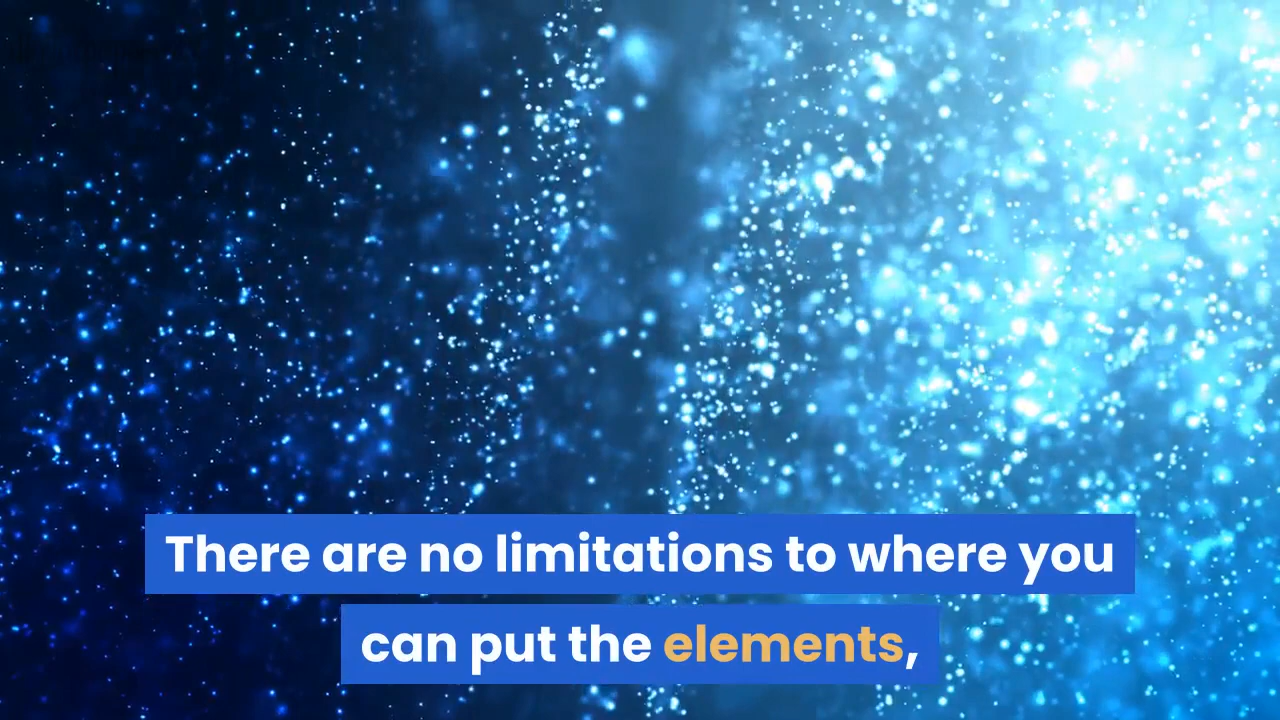 There are no limitations to where you
can put the elements,